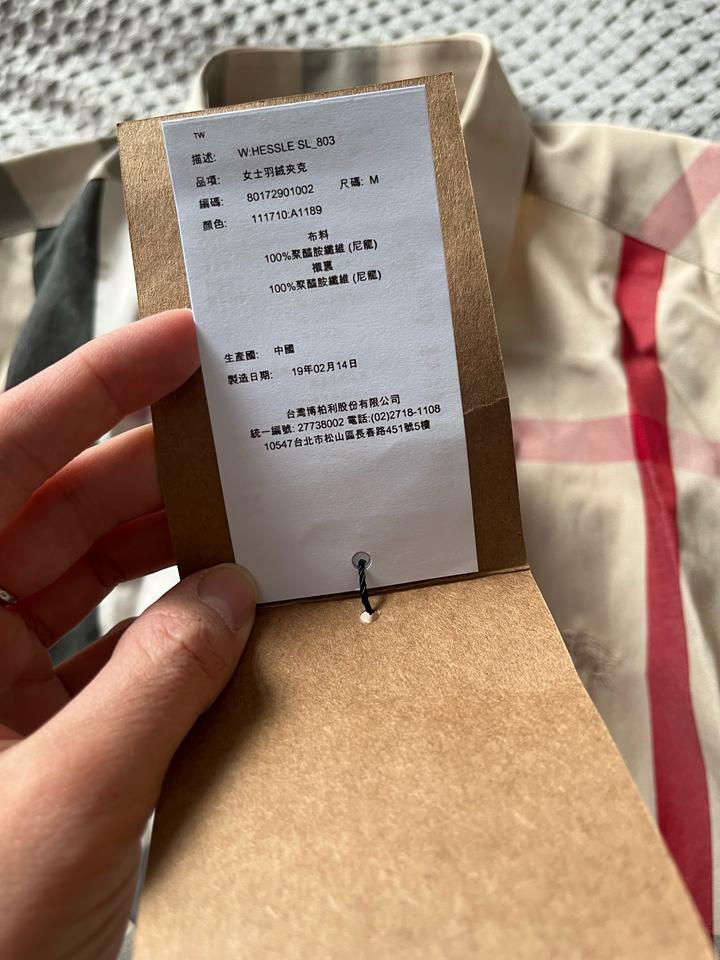 TW
描述: W:HESSLE SL_803
品項: 女士羽絨夾克
編碼: 80172901002 尺碼: M
顏色: 111710:A1189
布料
100%聚醯胺纖維 (尼龍)
襯裏
100%聚醯胺纖維 (尼龍)
生產國: 中國
製造日期: 19年02月14日
台灣博柏利股份有限公司
統一編號: 27738002 電話:(02)2718-1108
10547台北市松山區長春路451號5樓